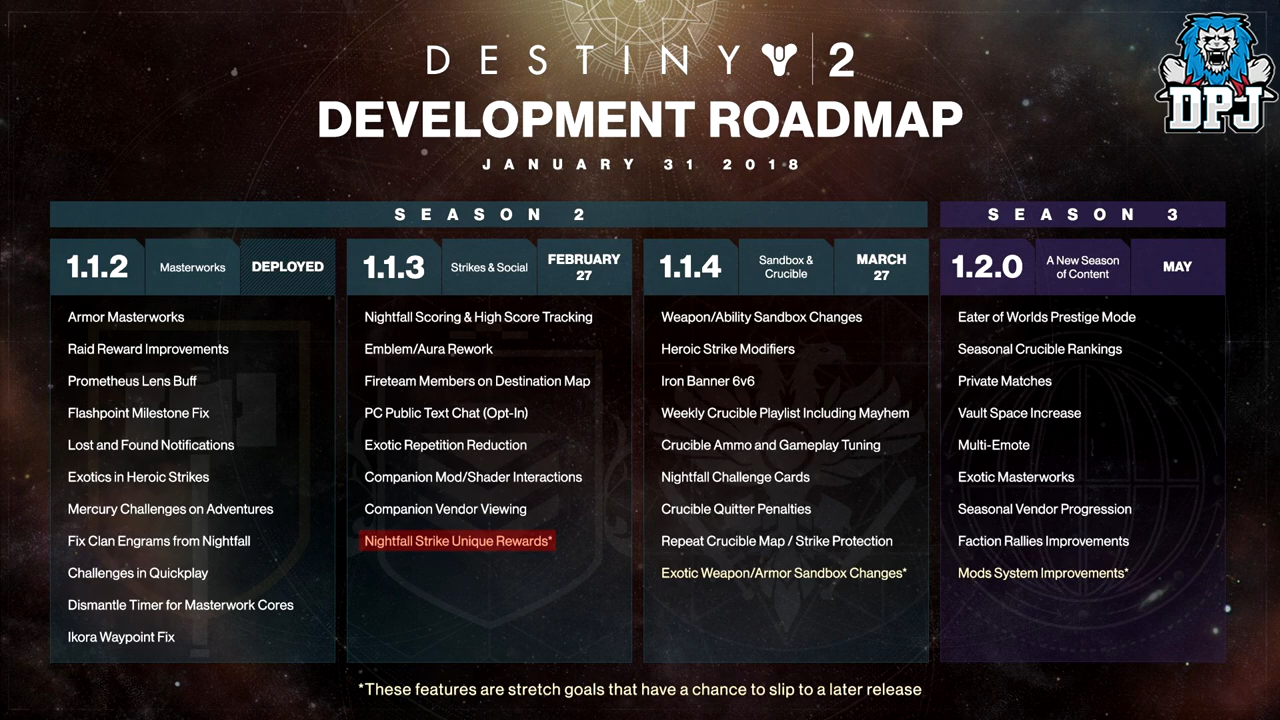 DESTINY 2
DEVELOPMENT ROADMAP
JANUARY 31 2018
DPJ
SEASON 2
1.1.2
Masterworks
DEPLOYED
Armor Masterworks
Raid Reward Improvements
Prometheus Lens Buff
Flashpoint Milestone Fix
Lost and Found Notifications
Exotics in Heroic Strikes
Mercury Challenges on Adventures
Fix Clan Engrams from Nightfall
Challenges in Quickplay
Dismantle Timer for Masterwork Cores
Ikora Waypoint Fix
1.1.3
Strikes & Social
FEBRUARY
27
Nightfall Scoring & High Score Tracking
Emblem/Aura Rework
Fireteam Members on Destination Map
PC Public Text Chat (Opt-In)
Exotic Repetition Reduction
Companion Mod/Shader Interactions
Companion Vendor Viewing
Nightfall Strike Unique Rewards*
1.1.4
Sandbox &
Crucible
MARCH
27
Weapon/Ability Sandbox Changes
Heroic Strike Modifiers
Iron Banner 6v6
Weekly Crucible Playlist Including Mayhem
Crucible Ammo and Gameplay Tuning
Nightfall Challenge Cards
Crucible Quitter Penalties
Repeat Crucible Map / Strike Protection
Exotic Weapon/Armor Sandbox Changes*
SEASON 3
1.2.0
A New Season
of Content
MAY
Eater of Worlds Prestige Mode
Seasonal Crucible Rankings
Private Matches
Vault Space Increase
Multi-Emote
Exotic Masterworks
Seasonal Vendor Progression
Faction Rallies Improvements
Mods System Improvements*
*These features are stretch goals that have a chance to slip to a later release